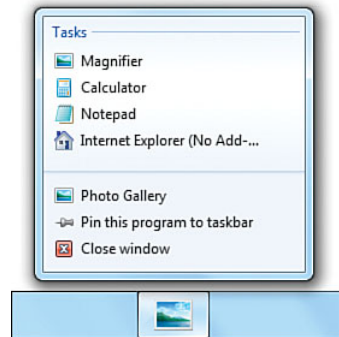 Tasks
Magnifier
Calculator
Notepad
Internet Explorer (No Add-...
Photo Gallery
Pin this program to taskbar
Close window